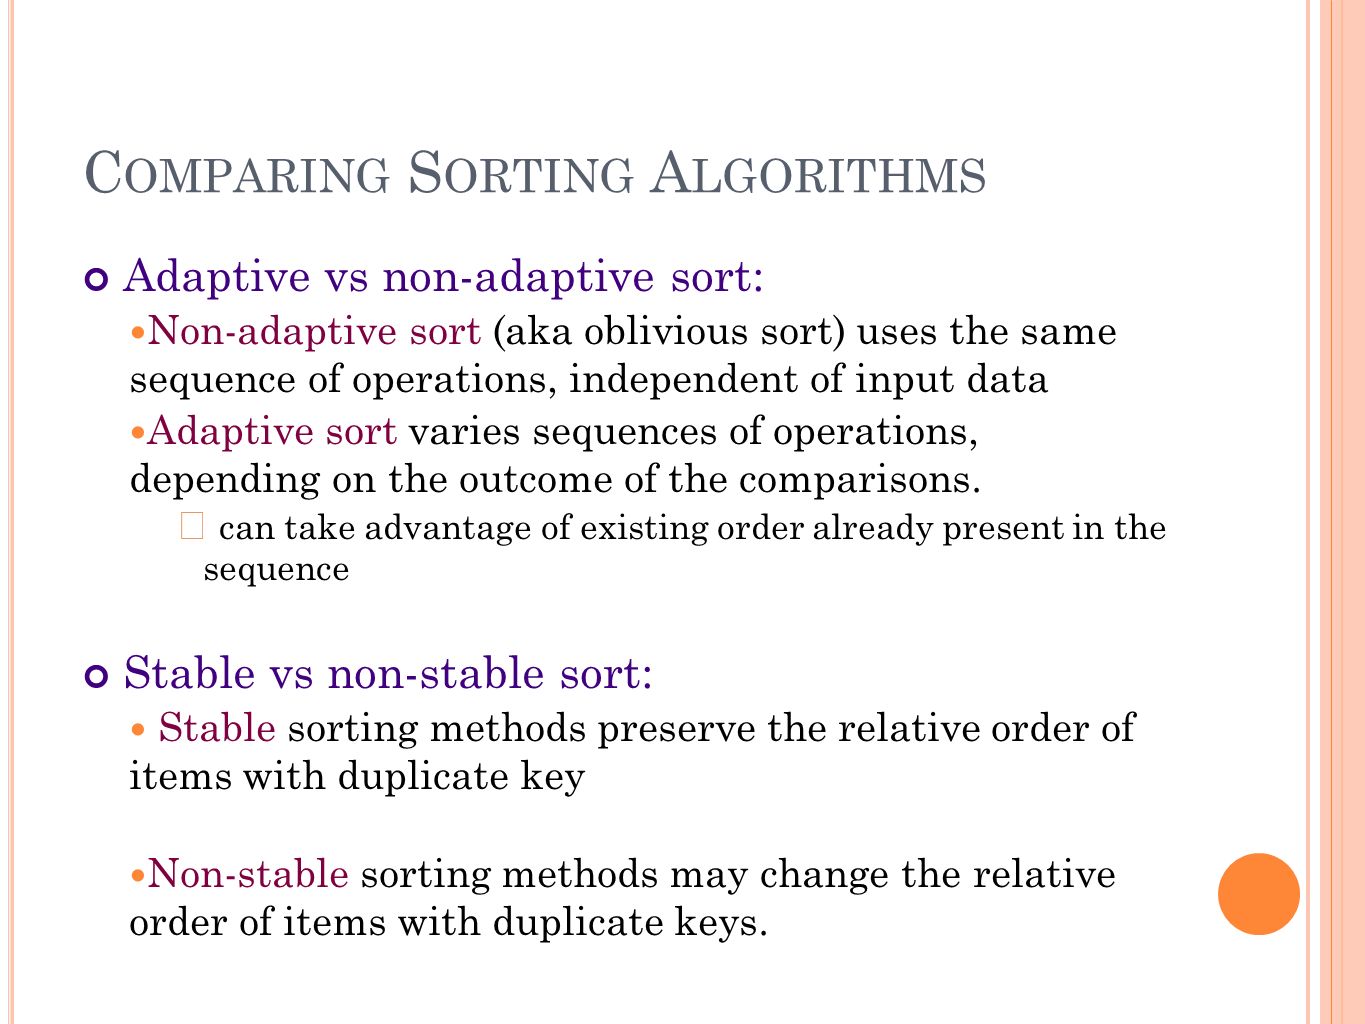 COMPARING SORTING ALGORITHMS
Adaptive vs non-adaptive sort:
•Non-adaptive sort (aka oblivious sort) uses the same
sequence of operations, independent of input data
•Adaptive sort varies sequences of operations,
depending on the outcome of the comparisons.
can take advantage of existing order already present in the
sequence
Stable vs non-stable sort:
• Stable sorting methods preserve the relative order of
items with duplicate key
•Non-stable sorting methods may change the relative
order of items with duplicate keys.